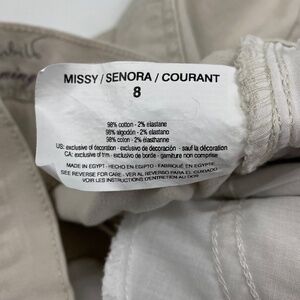 MISSY / SENORA / COURANT
8
98% cotton - 2% elastane
98% algodón - 2% elastano
98% coton - 2% élasthanne
US: exclusive of decoration - exclusivo de decoración - sauf la décoration
CA: exclusive of trim - exclusivo de borde - garniture non comprise
MADE IN EGYPT - HECHO EN EGIPTO - FABRIQUÉ EN EGYPTE
SEE REVERSE FOR CARE - VER AL REVERSO PARA EL CUIDADO
VOIR LES INSTRUCTIONS D'ENTRETIEN AU DOS